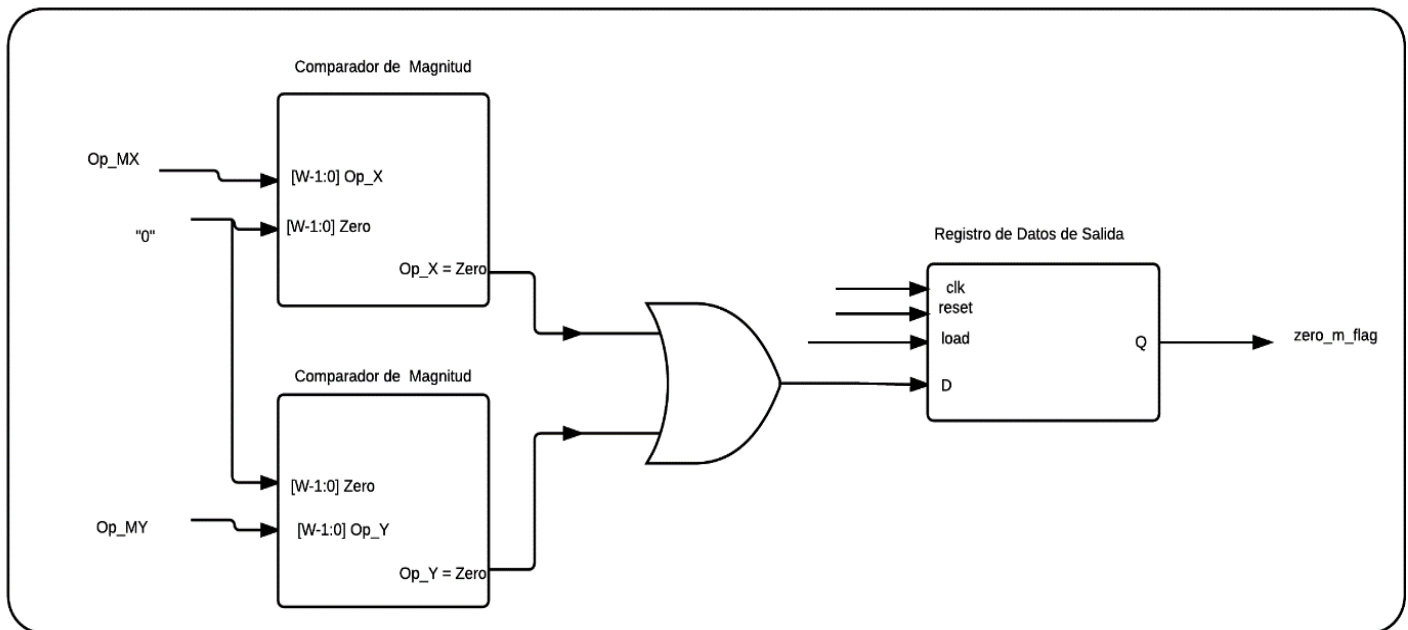 Comparador de Magnitud
Op_MX
[W-1:0] Op_X
"0"
[W-1:0] Zero
Op_X = Zero
Comparador de Magnitud
[W-1:0] Zero
Op_MY
[W-1:0] Op_Y
Op_Y = Zero
Registro de Datos de Salida
clk
reset
load
D
Q
zero_m_flag